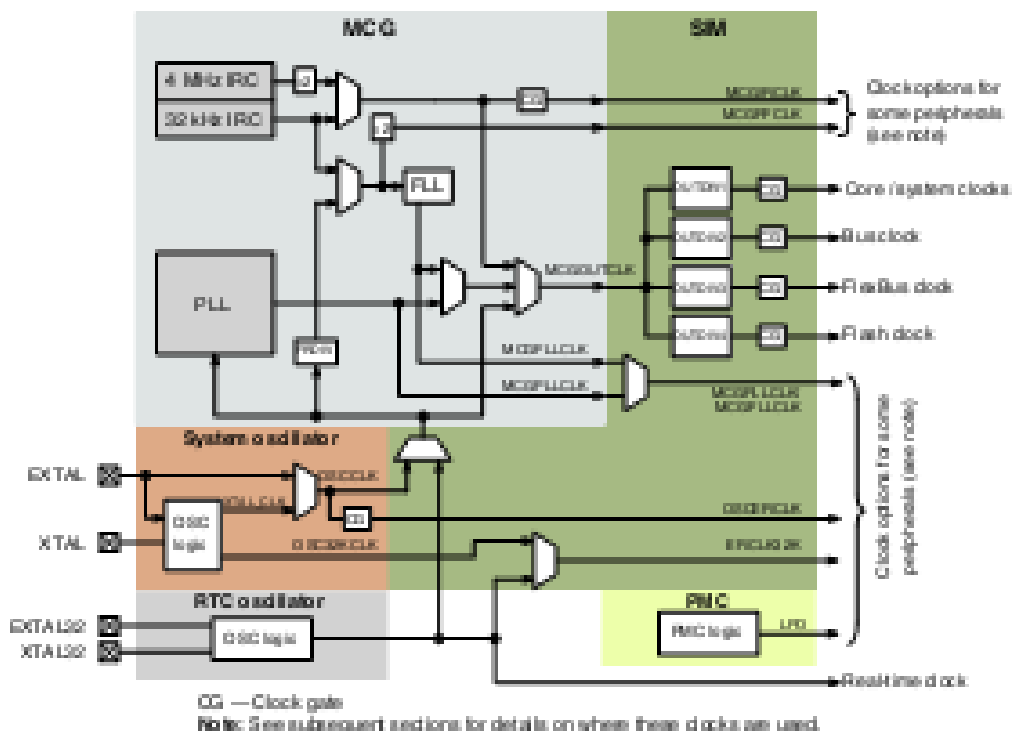 MCG
SIM
4 MHz IRC
32 kHz IRC
FLL
PLL
FRDIV
MCGIRCLK
MCGFFCLK
Clock options for
some peripherals
(see note)
OUTDIV1
CG
Core / system clocks
OUTDIV2
CG
Bus clock
OUTDIV3
CG
FlexBus clock
OUTDIV4
CG
Flash clock
MCGOUTCLK
MCGPLLCLK
Clock options for some
peripherals (see note)
System oscillator
EXTAL
XTAL
OSC
logic
OSCCLK
XTAL_CLK
CG
OSC32KCLK
OSCERCLK
ERCLK32K
RTC oscillator
EXTAL32
XTAL32
OSC logic
PMC
PMC logic
LPO
Real-time clock
CG — Clock gate
Note: See subsequent sections for details on where these clocks are used.